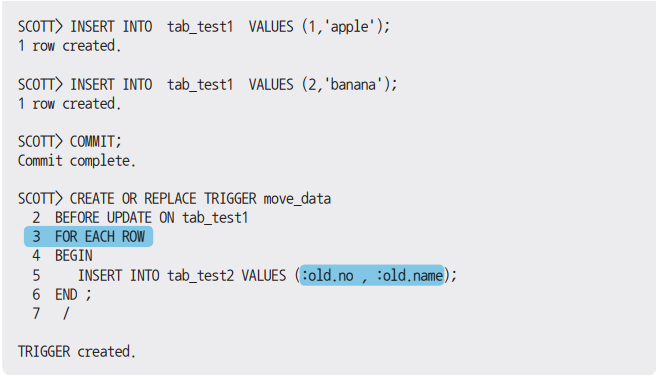 SCOTT> INSERT INTO  tab_test1  VALUES (1,'apple');
1 row created.
SCOTT> INSERT INTO  tab_test1  VALUES (2,'banana');
1 row created.
SCOTT> COMMIT;
Commit complete.
SCOTT> CREATE OR REPLACE TRIGGER move_data
2  BEFORE UPDATE ON tab_test1
3  FOR EACH ROW
4  BEGIN
5    INSERT INTO tab_test2 VALUES (:old.no , :old.name);
6  END ;
7  /
TRIGGER created.